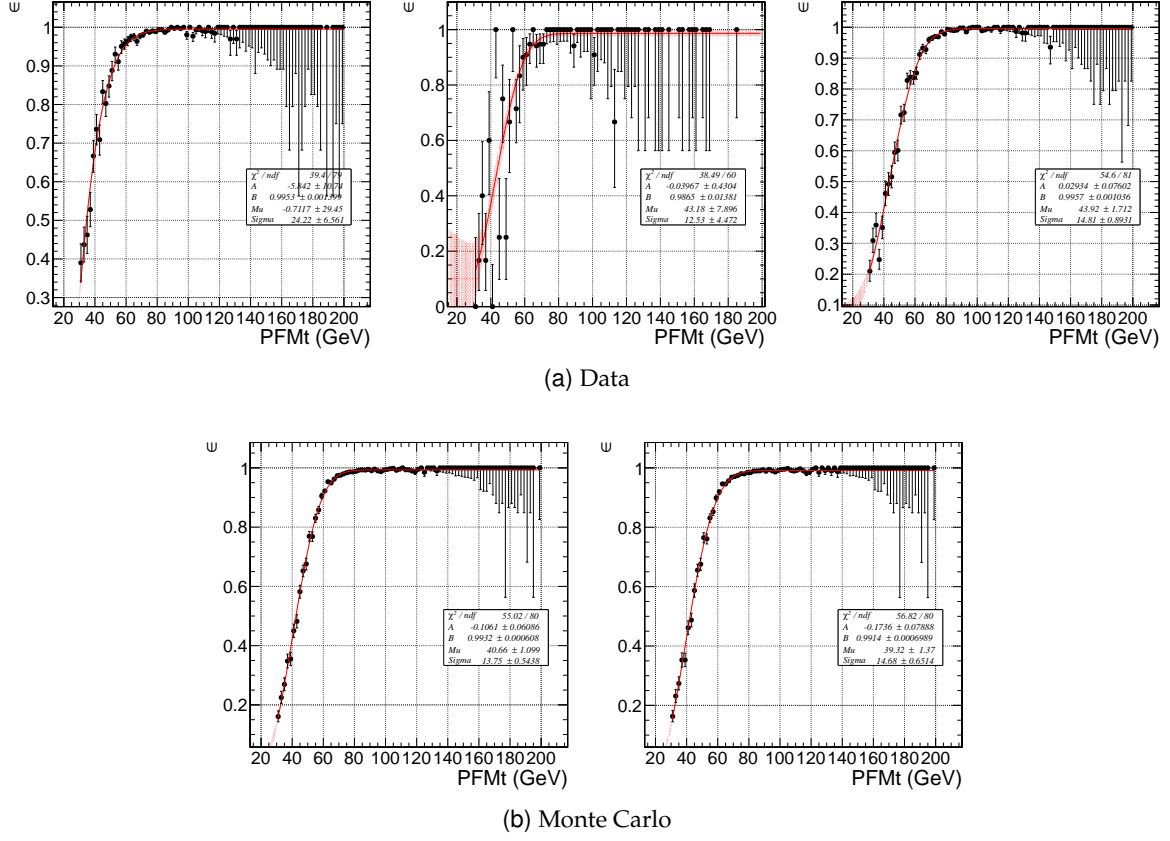 ∈
1
0.9
0.8
0.7
0.6
0.5
0.4
0.3
χ² / ndf 39.4 / 79
A -5.842 ± 10.74
B 0.9953 ± 0.001399
Mu -0.7117 ± 29.45
Sigma 24.22 ± 6.561
20 40 60 80 100 120 140 160 180 200
PFMt (GeV)
∈
1
0.8
0.6
0.4
0.2
0
χ² / ndf 38.49 / 60
A -0.03967 ± 0.4304
B 0.9865 ± 0.01381
Mu 43.18 ± 7.896
Sigma 12.53 ± 4.472
20 40 60 80 100 120 140 160 180 200
PFMt (GeV)
∈
1
0.9
0.8
0.7
0.6
0.5
0.4
0.3
0.2
0.1
χ² / ndf 54.6 / 81
A 0.02934 ± 0.07602
B 0.9957 ± 0.001036
Mu 43.92 ± 1.712
Sigma 14.81 ± 0.8931
20 40 60 80 100 120 140 160 180 200
PFMt (GeV)
(a) Data
∈
1
0.8
0.6
0.4
0.2
χ² / ndf 55.02 / 80
A -0.1061 ± 0.06086
B 0.9932 ± 0.000608
Mu 40.66 ± 1.099
Sigma 13.75 ± 0.5438
20 40 60 80 100 120 140 160 180 200
PFMt (GeV)
∈
1
0.8
0.6
0.4
0.2
χ² / ndf 56.82 / 80
A -0.1736 ± 0.07888
B 0.9914 ± 0.0006989
Mu 39.32 ± 1.37
Sigma 14.68 ± 0.6514
20 40 60 80 100 120 140 160 180 200
PFMt (GeV)
(b) Monte Carlo